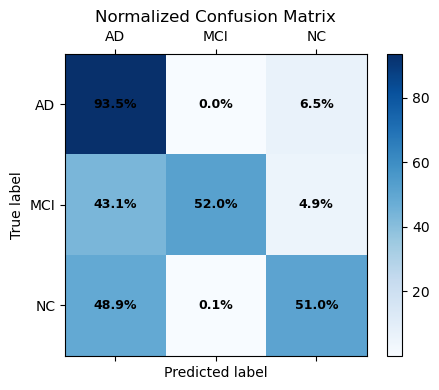 Normalized Confusion Matrix
AD MCI NC
AD 93.5% 0.0% 6.5%
MCI 43.1% 52.0% 4.9%
NC 48.9% 0.1% 51.0%
True label
Predicted label
80
60
40
20